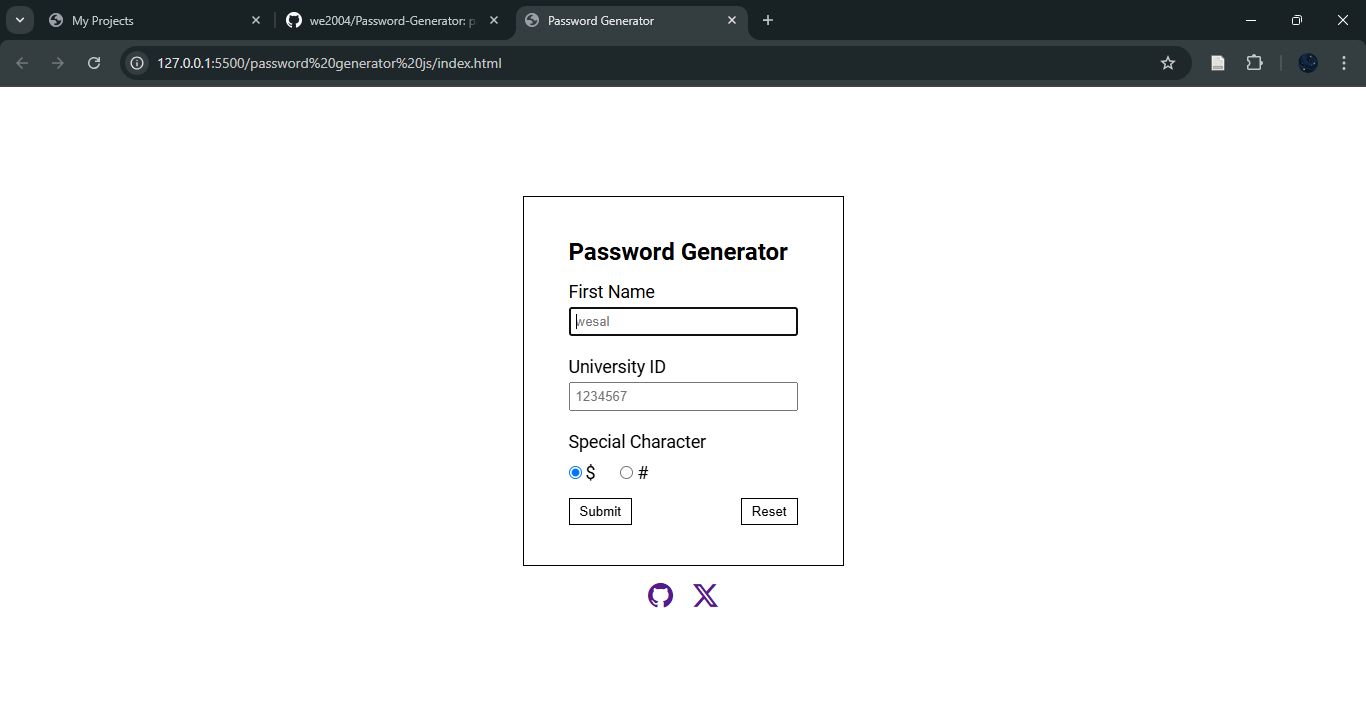 My Projects
we2004/Password-Generator: p
Password Generator
127.0.0.1:5500/password%20generator%20js/index.html
Password Generator
First Name
wesal
University ID
1234567
Special Character
$ #
Submit Reset